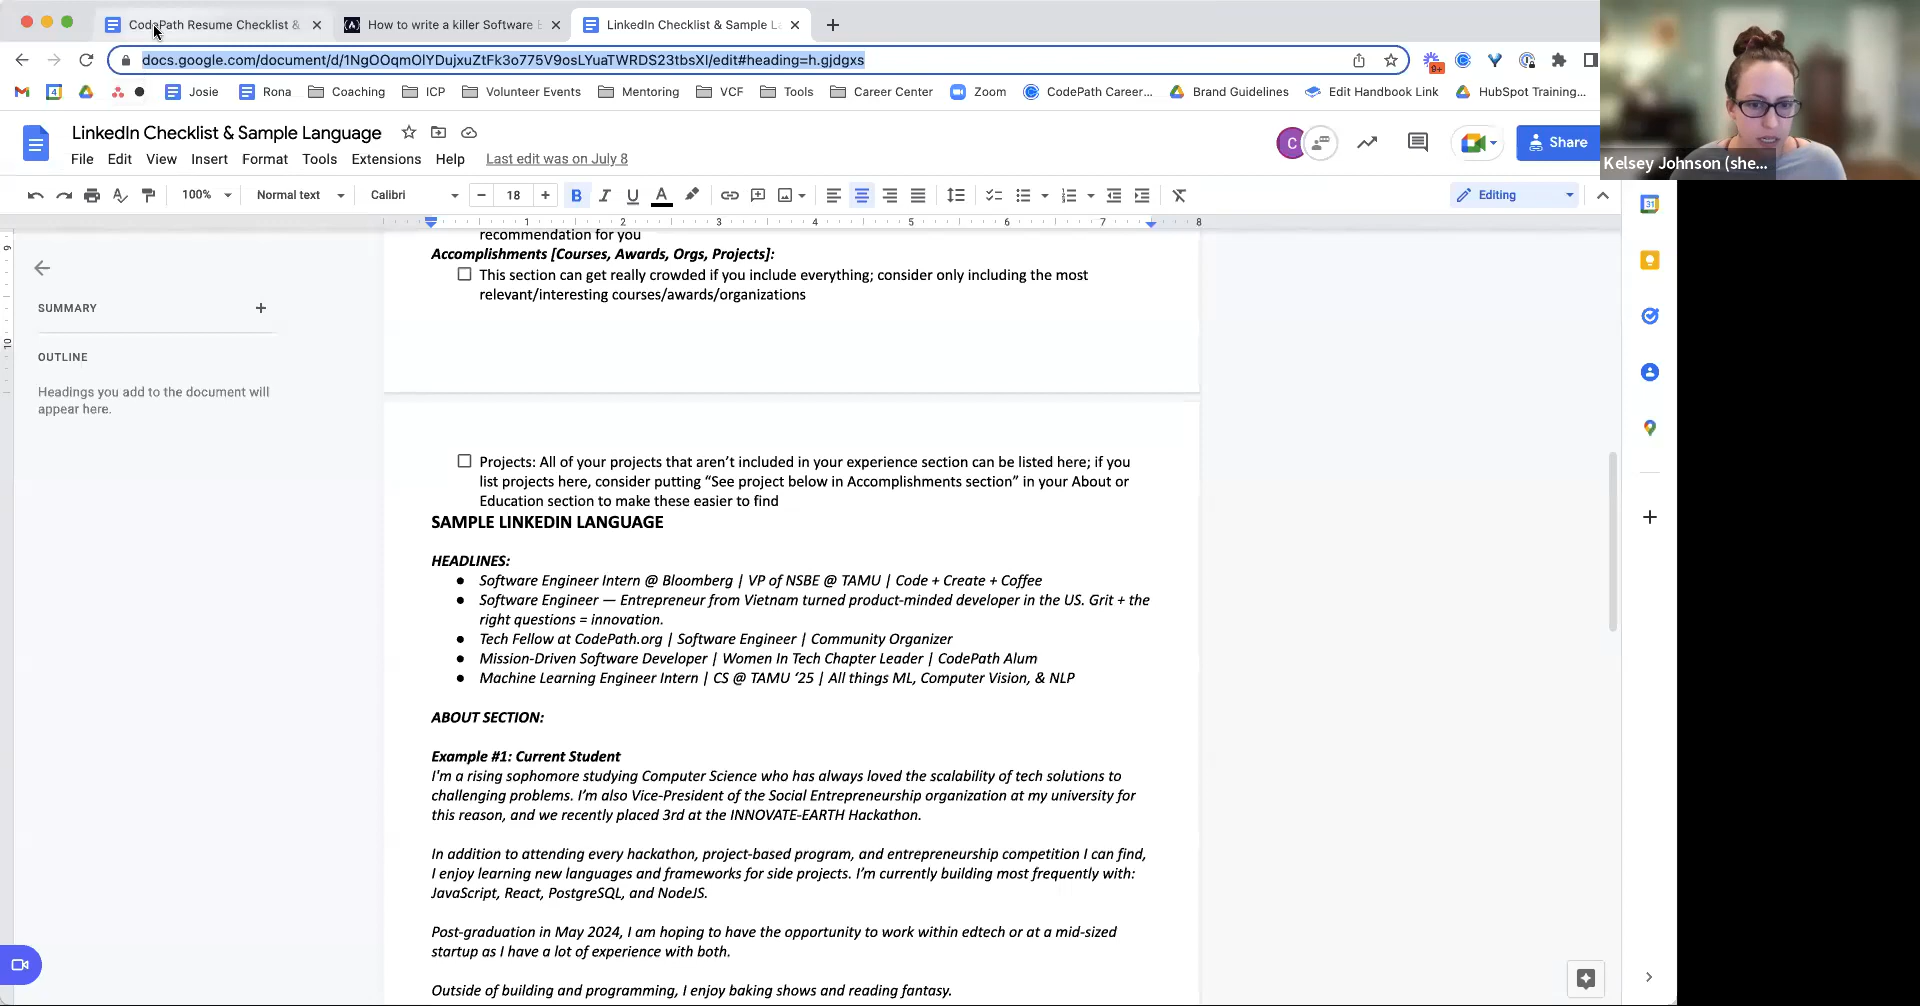 CodePath Resume Checklist &
How to write a killer Software E
LinkedIn Checklist & Sample La
docs.google.com/document/d/1NgOOqmOlYDujxuZtFk3o775V9osLYuaTWRDS23tbsXI/edit#heading=h.gjdgxs
9+
4
Josie
Rona
Coaching
ICP
Volunteer Events
Mentoring
VCF
Tools
Career Center
Zoom
CodePath Career...
Brand Guidelines
Edit Handbook Link
HubSpot Training...
LinkedIn Checklist & Sample Language
C
Share
Kelsey Johnson (she...
File Edit View Insert Format Tools Extensions Help Last edit was on July 8
100% Normal text Calibri 18 B I U A Editing
31
1 2 3 4 5 6 7 8
9
10
SUMMARY
OUTLINE
Headings you add to the document will
appear here.
recommendation for you
Accomplishments [Courses, Awards, Orgs, Projects]:
This section can get really crowded if you include everything; consider only including the most
relevant/interesting courses/awards/organizations
Projects: All of your projects that aren’t included in your experience section can be listed here; if you
list projects here, consider putting “See project below in Accomplishments section” in your About or
Education section to make these easier to find
SAMPLE LINKEDIN LANGUAGE
HEADLINES:
● Software Engineer Intern @ Bloomberg | VP of NSBE @ TAMU | Code + Create + Coffee
● Software Engineer — Entrepreneur from Vietnam turned product-minded developer in the US. Grit + the
right questions = innovation.
● Tech Fellow at CodePath.org | Software Engineer | Community Organizer
● Mission-Driven Software Developer | Women In Tech Chapter Leader | CodePath Alum
● Machine Learning Engineer Intern | CS @ TAMU ‘25 | All things ML, Computer Vision, & NLP
ABOUT SECTION:
Example #1: Current Student
I'm a rising sophomore studying Computer Science who has always loved the scalability of tech solutions to
challenging problems. I’m also Vice-President of the Social Entrepreneurship organization at my university for
this reason, and we recently placed 3rd at the INNOVATE-EARTH Hackathon.
In addition to attending every hackathon, project-based program, and entrepreneurship competition I can find,
I enjoy learning new languages and frameworks for side projects. I’m currently building most frequently with:
JavaScript, React, PostgreSQL, and NodeJS.
Post-graduation in May 2024, I am hoping to have the opportunity to work within edtech or at a mid-sized
startup as I have a lot of experience with both.
Outside of building and programming, I enjoy baking shows and reading fantasy.